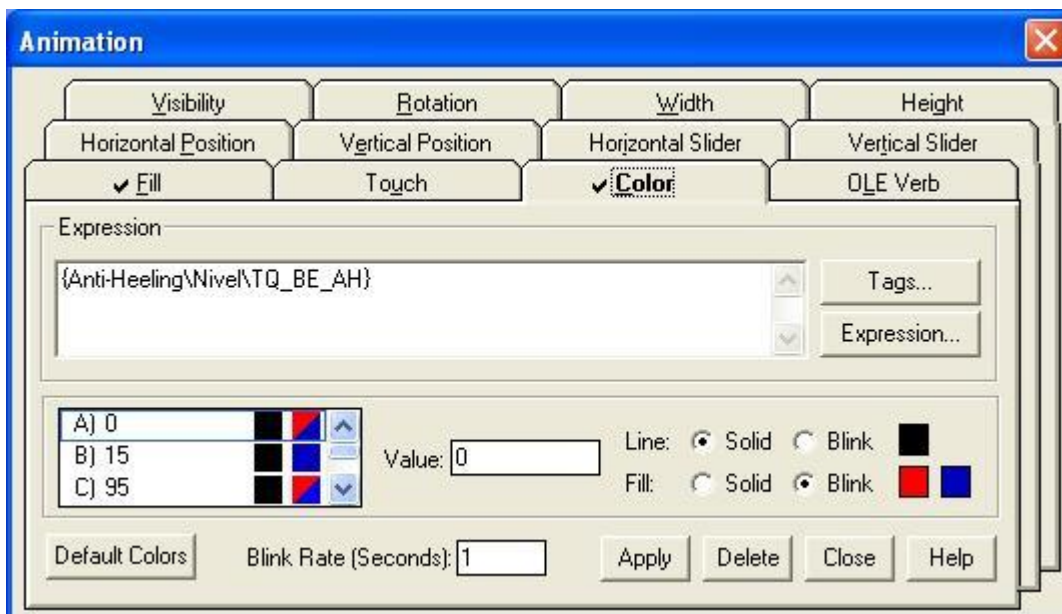 Animation
Visibility Rotation Width Height
Horizontal Position Vertical Position Horizontal Slider Vertical Slider
Fill Touch Color OLE Verb
Expression
{Anti-Heeling\Nivel\TQ_BE_AH}
Tags...
Expression...
A) 0
B) 15
C) 95
Value: 0
Line: Solid Blink
Fill: Solid Blink
Default Colors Blink Rate (Seconds): 1 Apply Delete Close Help